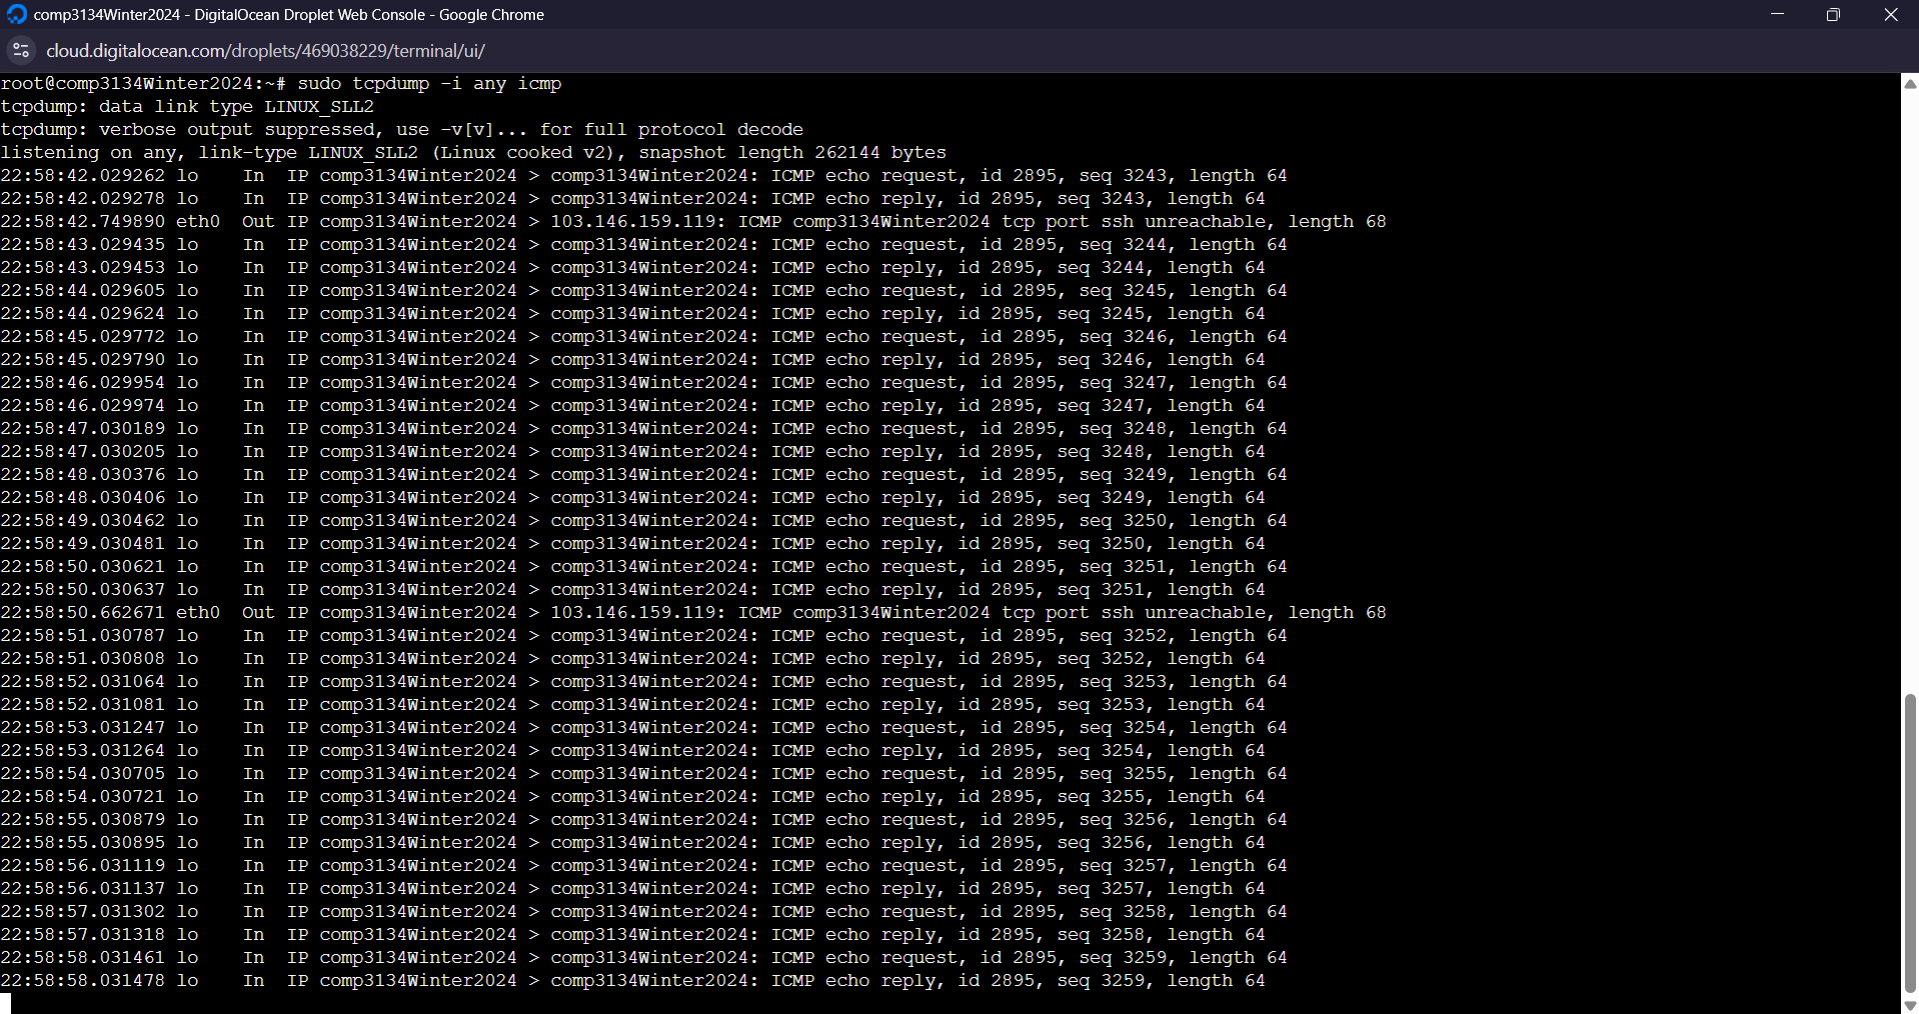 comp3134Winter2024 - DigitalOcean Droplet Web Console - Google Chrome
cloud.digitalocean.com/droplets/469038229/terminal/ui/
root@comp3134Winter2024:~# sudo tcpdump -i any icmp
tcpdump: data link type LINUX_SLL2
tcpdump: verbose output suppressed, use -v[v]... for full protocol decode
listening on any, link-type LINUX_SLL2 (Linux cooked v2), snapshot length 262144 bytes
22:58:42.029262 lo    In  IP comp3134Winter2024 > comp3134Winter2024: ICMP echo request, id 2895, seq 3243, length 64
22:58:42.029278 lo    In  IP comp3134Winter2024 > comp3134Winter2024: ICMP echo reply, id 2895, seq 3243, length 64
22:58:42.749890 eth0  Out IP comp3134Winter2024 > 103.146.159.119: ICMP comp3134Winter2024 tcp port ssh unreachable, length 68
22:58:43.029435 lo    In  IP comp3134Winter2024 > comp3134Winter2024: ICMP echo request, id 2895, seq 3244, length 64
22:58:43.029453 lo    In  IP comp3134Winter2024 > comp3134Winter2024: ICMP echo reply, id 2895, seq 3244, length 64
22:58:44.029605 lo    In  IP comp3134Winter2024 > comp3134Winter2024: ICMP echo request, id 2895, seq 3245, length 64
22:58:44.029624 lo    In  IP comp3134Winter2024 > comp3134Winter2024: ICMP echo reply, id 2895, seq 3245, length 64
22:58:45.029772 lo    In  IP comp3134Winter2024 > comp3134Winter2024: ICMP echo request, id 2895, seq 3246, length 64
22:58:45.029790 lo    In  IP comp3134Winter2024 > comp3134Winter2024: ICMP echo reply, id 2895, seq 3246, length 64
22:58:46.029954 lo    In  IP comp3134Winter2024 > comp3134Winter2024: ICMP echo request, id 2895, seq 3247, length 64
22:58:46.029974 lo    In  IP comp3134Winter2024 > comp3134Winter2024: ICMP echo reply, id 2895, seq 3247, length 64
22:58:47.030189 lo    In  IP comp3134Winter2024 > comp3134Winter2024: ICMP echo request, id 2895, seq 3248, length 64
22:58:47.030205 lo    In  IP comp3134Winter2024 > comp3134Winter2024: ICMP echo reply, id 2895, seq 3248, length 64
22:58:48.030376 lo    In  IP comp3134Winter2024 > comp3134Winter2024: ICMP echo request, id 2895, seq 3249, length 64
22:58:48.030406 lo    In  IP comp3134Winter2024 > comp3134Winter2024: ICMP echo reply, id 2895, seq 3249, length 64
22:58:49.030462 lo    In  IP comp3134Winter2024 > comp3134Winter2024: ICMP echo request, id 2895, seq 3250, length 64
22:58:49.030481 lo    In  IP comp3134Winter2024 > comp3134Winter2024: ICMP echo reply, id 2895, seq 3250, length 64
22:58:50.030621 lo    In  IP comp3134Winter2024 > comp3134Winter2024: ICMP echo request, id 2895, seq 3251, length 64
22:58:50.030637 lo    In  IP comp3134Winter2024 > comp3134Winter2024: ICMP echo reply, id 2895, seq 3251, length 64
22:58:50.662671 eth0  Out IP comp3134Winter2024 > 103.146.159.119: ICMP comp3134Winter2024 tcp port ssh unreachable, length 68
22:58:51.030787 lo    In  IP comp3134Winter2024 > comp3134Winter2024: ICMP echo request, id 2895, seq 3252, length 64
22:58:51.030808 lo    In  IP comp3134Winter2024 > comp3134Winter2024: ICMP echo reply, id 2895, seq 3252, length 64
22:58:52.031064 lo    In  IP comp3134Winter2024 > comp3134Winter2024: ICMP echo request, id 2895, seq 3253, length 64
22:58:52.031081 lo    In  IP comp3134Winter2024 > comp3134Winter2024: ICMP echo reply, id 2895, seq 3253, length 64
22:58:53.031247 lo    In  IP comp3134Winter2024 > comp3134Winter2024: ICMP echo request, id 2895, seq 3254, length 64
22:58:53.031264 lo    In  IP comp3134Winter2024 > comp3134Winter2024: ICMP echo reply, id 2895, seq 3254, length 64
22:58:54.030705 lo    In  IP comp3134Winter2024 > comp3134Winter2024: ICMP echo request, id 2895, seq 3255, length 64
22:58:54.030721 lo    In  IP comp3134Winter2024 > comp3134Winter2024: ICMP echo reply, id 2895, seq 3255, length 64
22:58:55.030879 lo    In  IP comp3134Winter2024 > comp3134Winter2024: ICMP echo request, id 2895, seq 3256, length 64
22:58:55.030895 lo    In  IP comp3134Winter2024 > comp3134Winter2024: ICMP echo reply, id 2895, seq 3256, length 64
22:58:56.031119 lo    In  IP comp3134Winter2024 > comp3134Winter2024: ICMP echo request, id 2895, seq 3257, length 64
22:58:56.031137 lo    In  IP comp3134Winter2024 > comp3134Winter2024: ICMP echo reply, id 2895, seq 3257, length 64
22:58:57.031302 lo    In  IP comp3134Winter2024 > comp3134Winter2024: ICMP echo request, id 2895, seq 3258, length 64
22:58:57.031318 lo    In  IP comp3134Winter2024 > comp3134Winter2024: ICMP echo reply, id 2895, seq 3258, length 64
22:58:58.031461 lo    In  IP comp3134Winter2024 > comp3134Winter2024: ICMP echo request, id 2895, seq 3259, length 64
22:58:58.031478 lo    In  IP comp3134Winter2024 > comp3134Winter2024: ICMP echo reply, id 2895, seq 3259, length 64